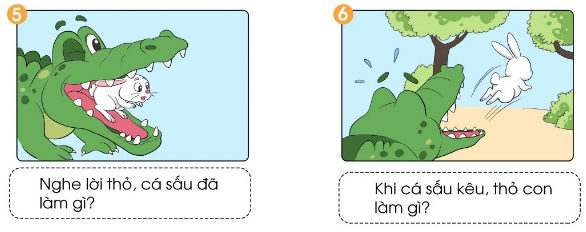 5
Nghe lời thỏ, cá sấu đã
làm gì?
6
Khi cá sấu kêu, thỏ con
làm gì?